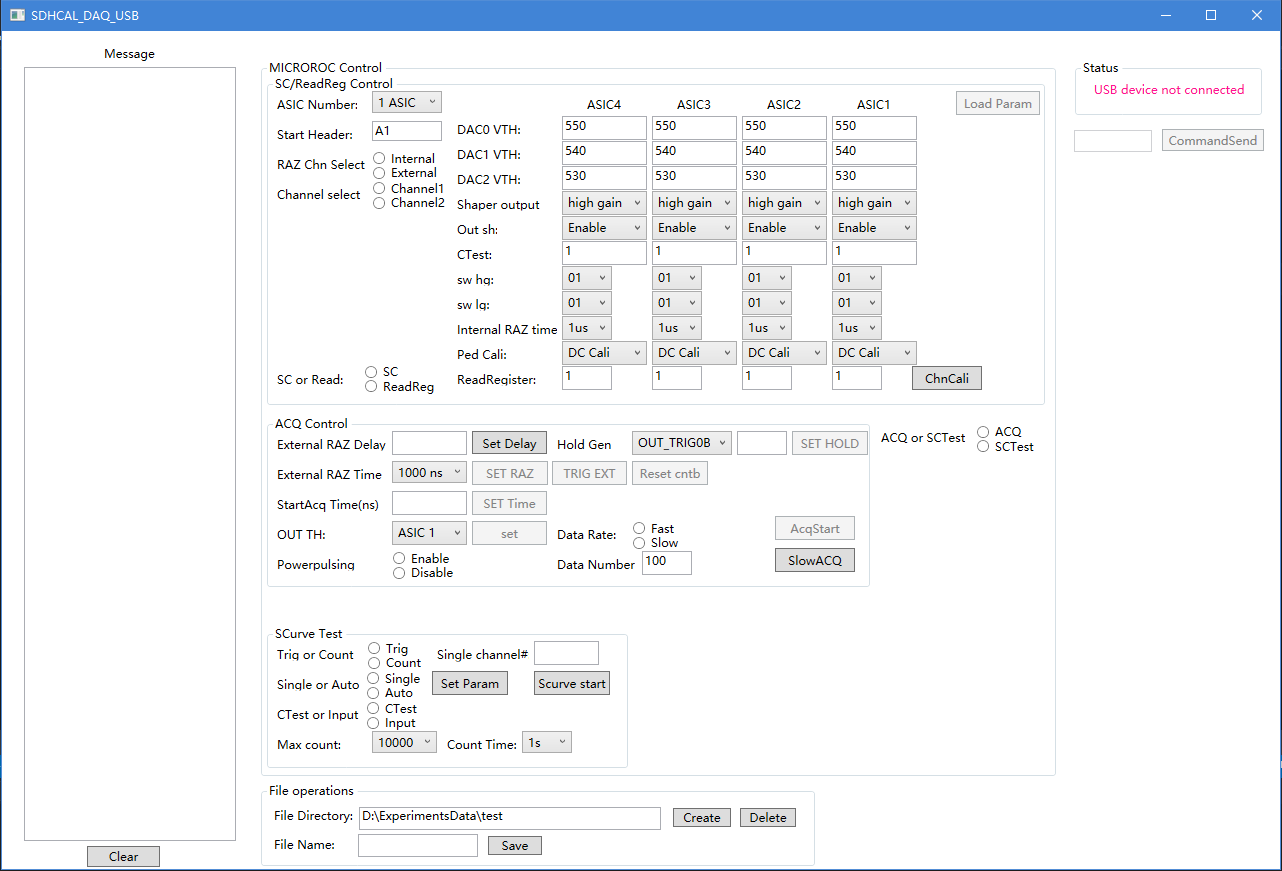 SDHCAL_DAQ_USB
Message
Clear
MICROROC Control
SC/ReadReg Control
ASIC Number: 1 ASIC
Start Header: A1
RAZ Chn Select Internal
External
Channel select Channel1
Channel2
SC or Read: SC
ReadReg
ASIC4 ASIC3 ASIC2 ASIC1
Load Param
DAC0 VTH: 550 550 550 550
DAC1 VTH: 540 540 540 540
DAC2 VTH: 530 530 530 530
Shaper output high gain high gain high gain high gain
Out sh: Enable Enable Enable Enable
CTest: 1 1 1 1
sw hg: 01 01 01 01
sw lg: 01 01 01 01
Internal RAZ time 1us 1us 1us 1us
Ped Cali: DC Cali DC Cali DC Cali DC Cali
ReadRegister: 1 1 1 1 ChnCali
ACQ Control
External RAZ Delay Set Delay Hold Gen OUT_TRIG0B SET HOLD
External RAZ Time 1000 ns SET RAZ TRIG EXT Reset cntb
StartAcq Time(ns) SET Time
OUT TH: ASIC 1 set Data Rate: Fast
Slow
AcqStart
Powerpulsing Enable
Disable
Data Number 100 SlowACQ
ACQ or SCTest ACQ
SCTest
SCurve Test
Trig or Count Trig
Count
Single channel#
Single or Auto Single
Auto
Set Param Scurve start
CTest or Input CTest
Input
Max count: 10000 Count Time: 1s
File operations
File Directory: D:\ExperimentsData\test Create Delete
File Name: Save
Status
USB device not connected
CommandSend